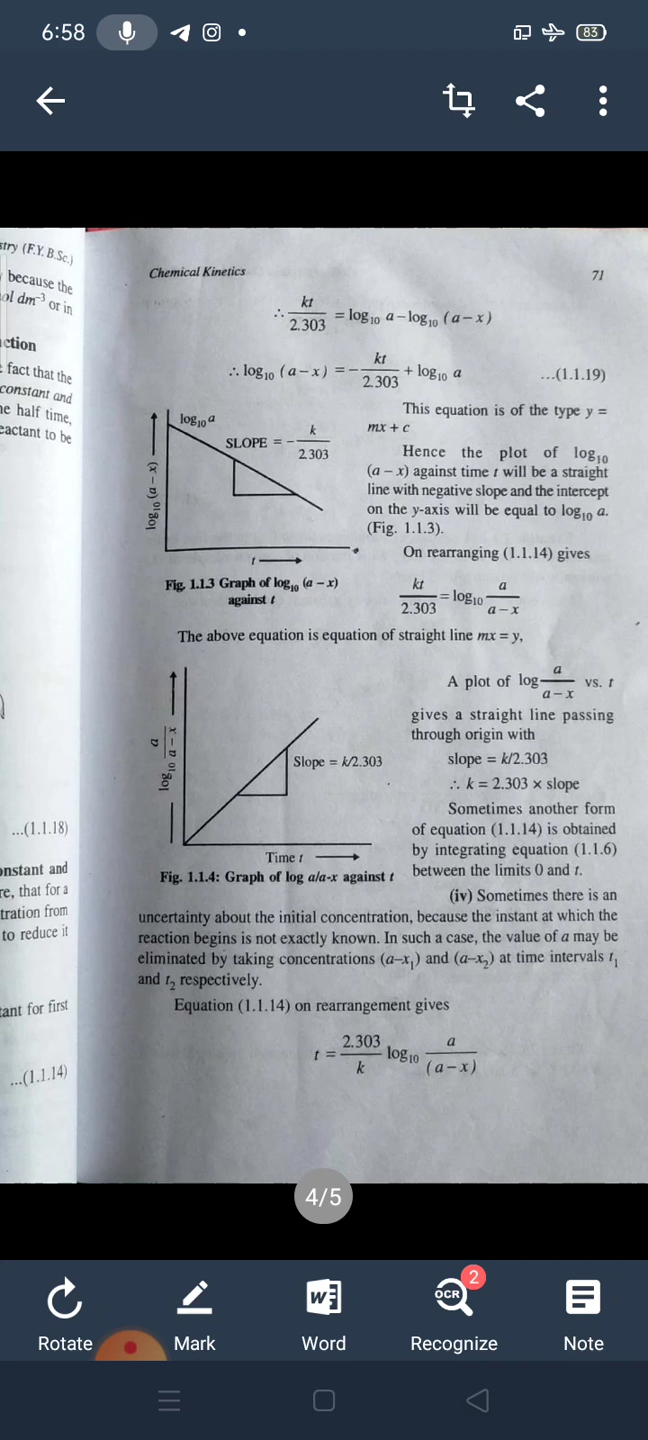 6:58
83
stry (F.Y. B.Sc.)
because the
ol dm⁻³ or in
ction
fact that the
constant and
e half time,
eactant to be
...(1.1.18)
onstant and
re, that for a
tration from
to reduce it
tant for first
...(1.1.14)
Chemical Kinetics 71
∴ kt/2.303 = log₁₀ a – log₁₀ (a – x)
∴ log₁₀ (a – x) = – kt/2.303 + log₁₀ a ...(1.1.19)
log₁₀ a
SLOPE = – k/2.303
log₁₀ (a – x)
t
Fig. 1.1.3 Graph of log₁₀ (a – x)
against t
This equation is of the type y =
mx + c
Hence the plot of log₁₀
(a – x) against time t will be a straight
line with negative slope and the intercept
on the y-axis will be equal to log₁₀ a.
(Fig. 1.1.3).
On rearranging (1.1.14) gives
kt/2.303 = log₁₀ a/a – x
The above equation is equation of straight line mx = y,
log₁₀ a/a – x
Slope = k/2.303
Time t
Fig. 1.1.4: Graph of log a/a-x against t
A plot of log a/a – x vs. t
gives a straight line passing
through origin with
slope = k/2.303
∴ k = 2.303 × slope
Sometimes another form
of equation (1.1.14) is obtained
by integrating equation (1.1.6)
between the limits 0 and t.
(iv) Sometimes there is an
uncertainty about the initial concentration, because the instant at which the
reaction begins is not exactly known. In such a case, the value of a may be
eliminated by taking concentrations (a–x₁) and (a–x₂) at time intervals t₁
and t₂ respectively.
Equation (1.1.14) on rearrangement gives
t = 2.303/k log₁₀ a/(a – x)
4/5
2
W
OCR
Rotate Mark Word Recognize Note